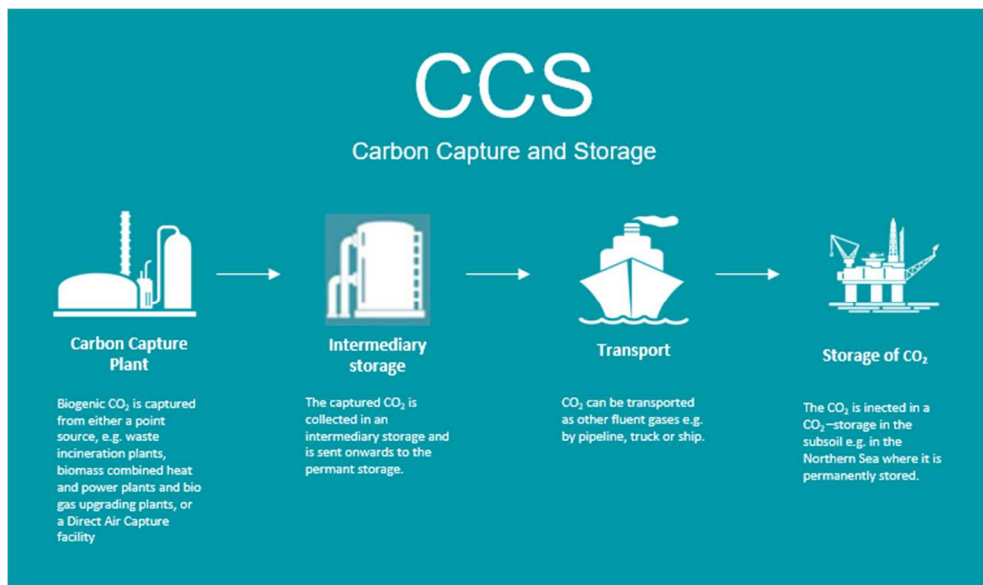 CCS
Carbon Capture and Storage
Carbon Capture
Plant
Biogenic CO₂ is captured
from either a point
source, e.g. waste
incineration plants,
biomass combined heat
and power plants and bio
gas upgrading plants, or
a Direct Air Capture
facility
Intermediary
storage
The captured CO₂ is
collected in an
intermediary storage and
is sent onwards to the
permant storage.
Transport
CO₂ can be transported
as other fluent gases e.g.
by pipeline, truck or ship.
Storage of CO₂
The CO₂ is inected in a
CO₂–storage in the
subsoil e.g. in the
Northern Sea where it is
permanently stored.